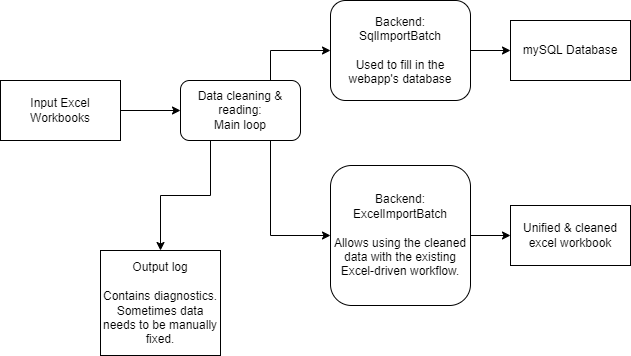 Input Excel
Workbooks
Data cleaning &
reading:
Main loop
Output log
Contains diagnostics.
Sometimes data
needs to be manually
fixed.
Backend:
SqlImportBatch
Used to fill in the
webapp's database
mySQL Database
Backend:
ExcelImportBatch
Allows using the cleaned
data with the existing
Excel-driven workflow.
Unified & cleaned
excel workbook